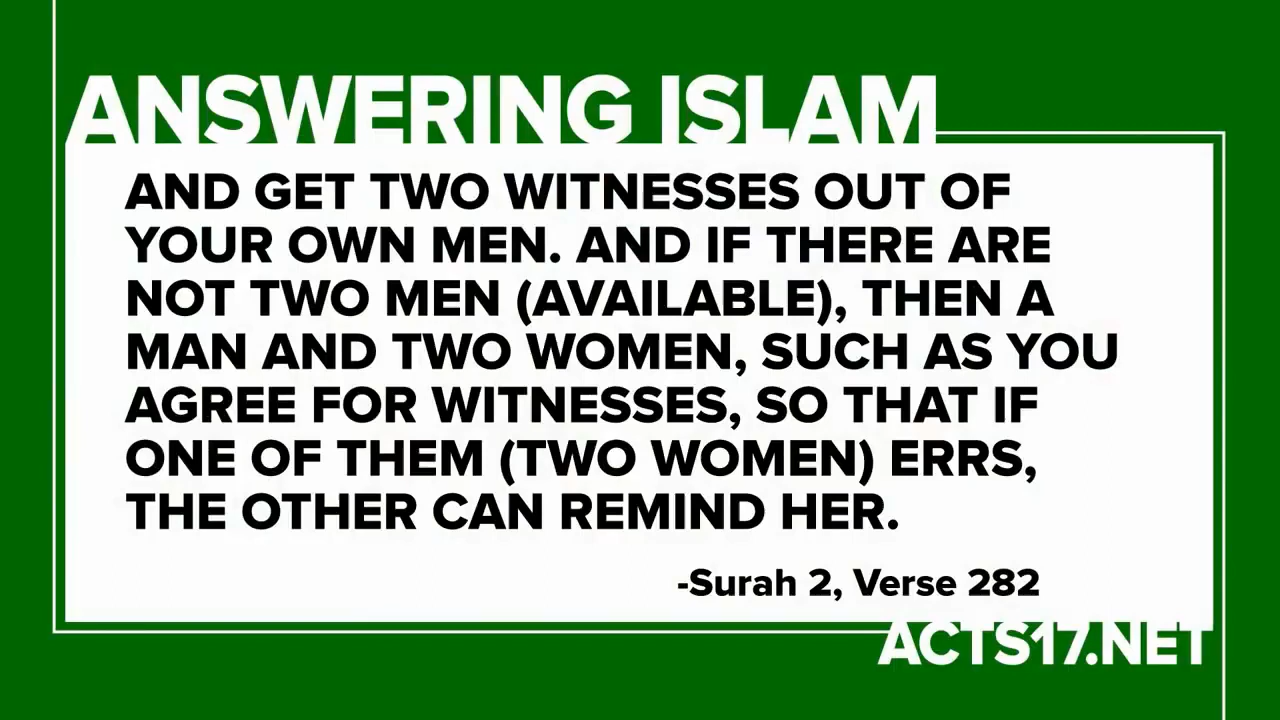 ANSWERING ISLAM
AND GET TWO WITNESSES OUT OF
YOUR OWN MEN. AND IF THERE ARE
NOT TWO MEN (AVAILABLE), THEN A
MAN AND TWO WOMEN, SUCH AS YOU
AGREE FOR WITNESSES, SO THAT IF
ONE OF THEM (TWO WOMEN) ERRS,
THE OTHER CAN REMIND HER.
-Surah 2, Verse 282
ACTS17.NET